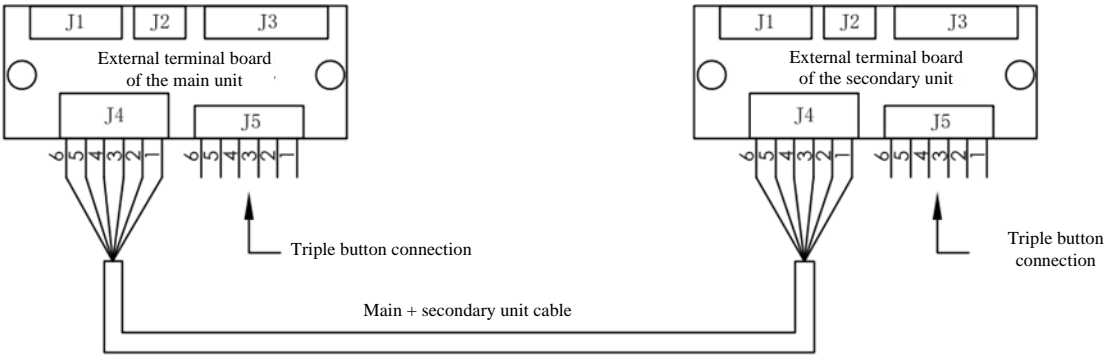 J1 J2 J3
External terminal board
of the main unit
J4
J5
6 5 4 3 2 1
6 5 4 3 2 1
Triple button connection
J1 J2 J3
External terminal board
of the secondary unit
J4
J5
6 5 4 3 2 1
6 5 4 3 2 1
Triple button
connection
Main + secondary unit cable